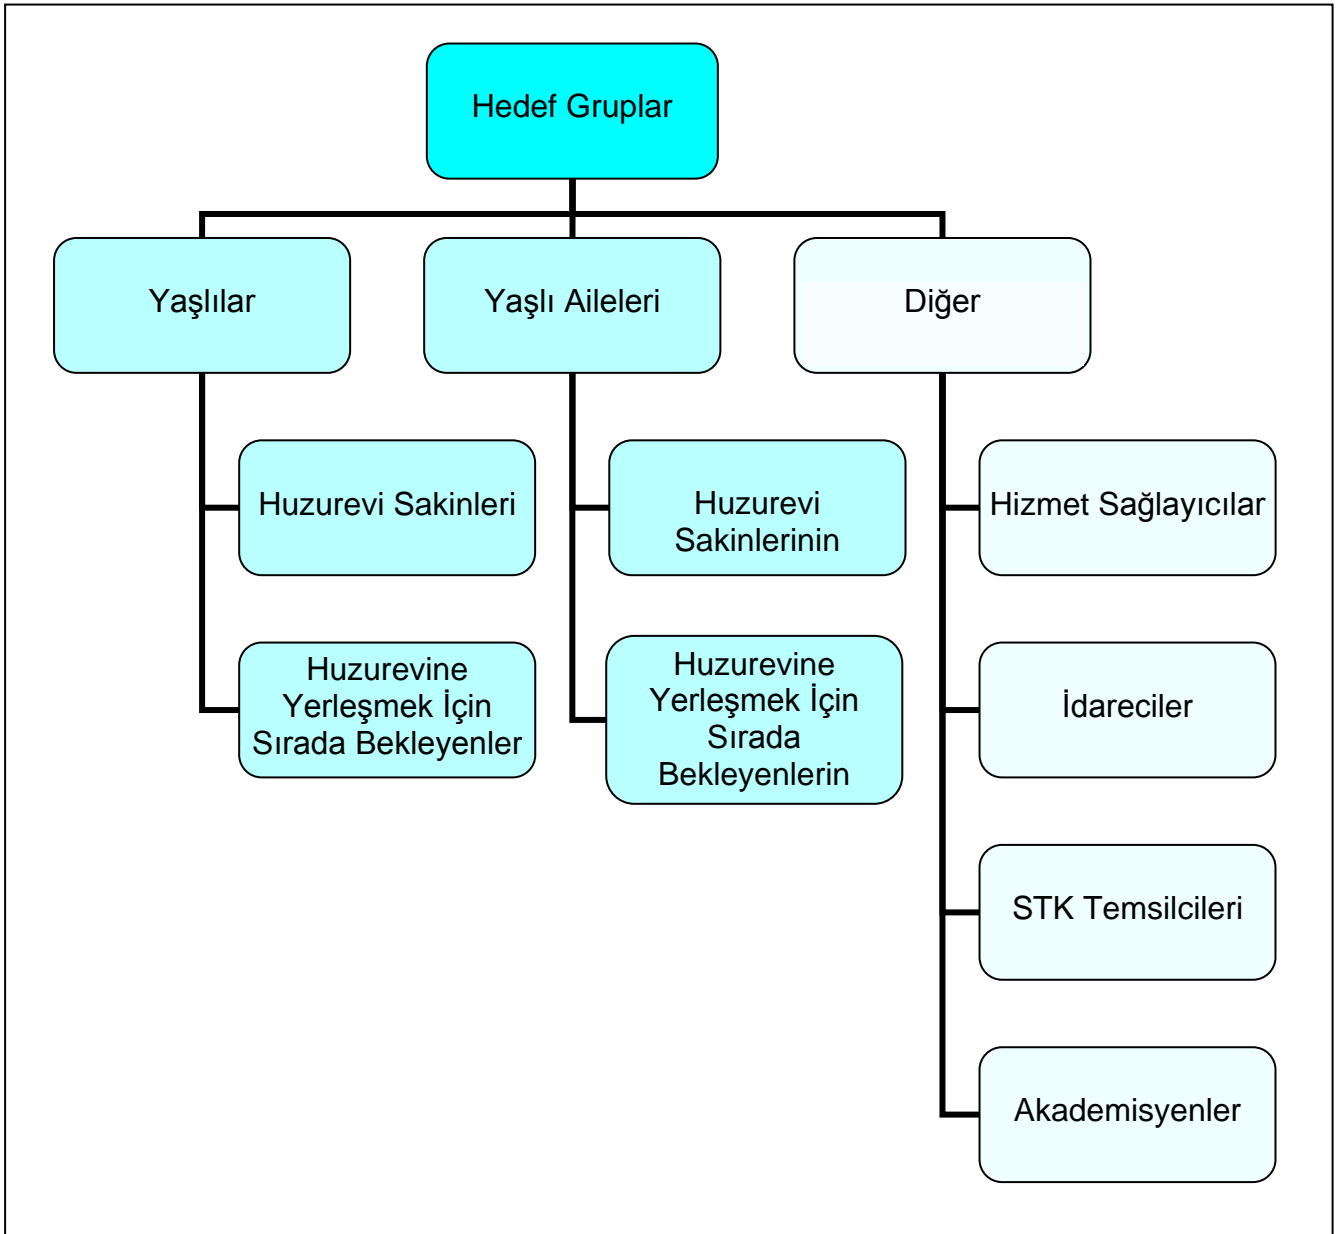 Hedef Gruplar
Yaşlılar
Yaşlı Aileleri
Diğer
Huzurevi Sakinleri
Huzurevi
Sakinlerinin
Hizmet Sağlayıcılar
Huzurevine
Yerleşmek İçin
Sırada Bekleyenler
Huzurevine
Yerleşmek İçin
Sırada
Bekleyenlerin
İdareciler
STK Temsilcileri
Akademisyenler